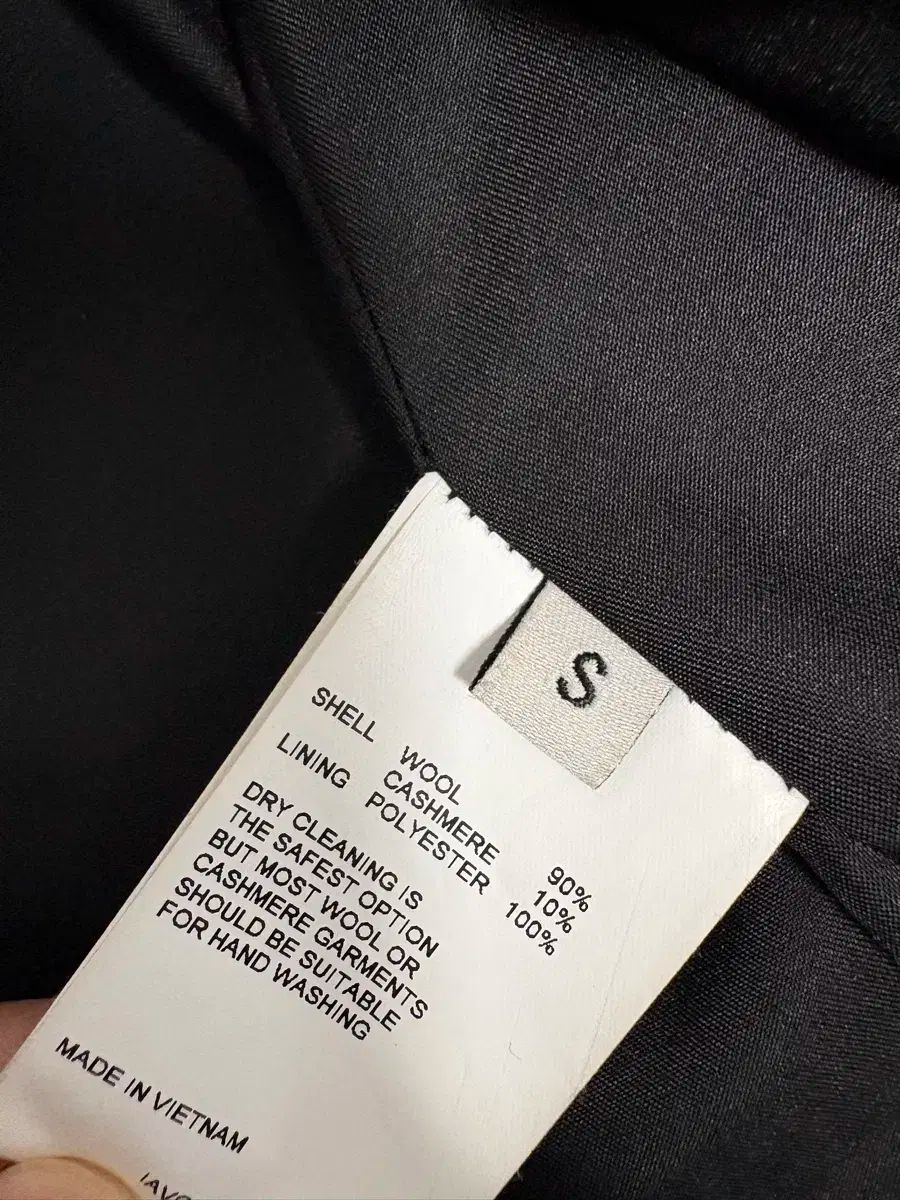 S
SHELL WOOL 90%
CASHMERE 10%
LINING POLYESTER 100%
DRY CLEANING IS
THE SAFEST OPTION
BUT MOST WOOL OR
CASHMERE GARMENTS
SHOULD BE SUITABLE
FOR HAND WASHING
MADE IN VIETNAM